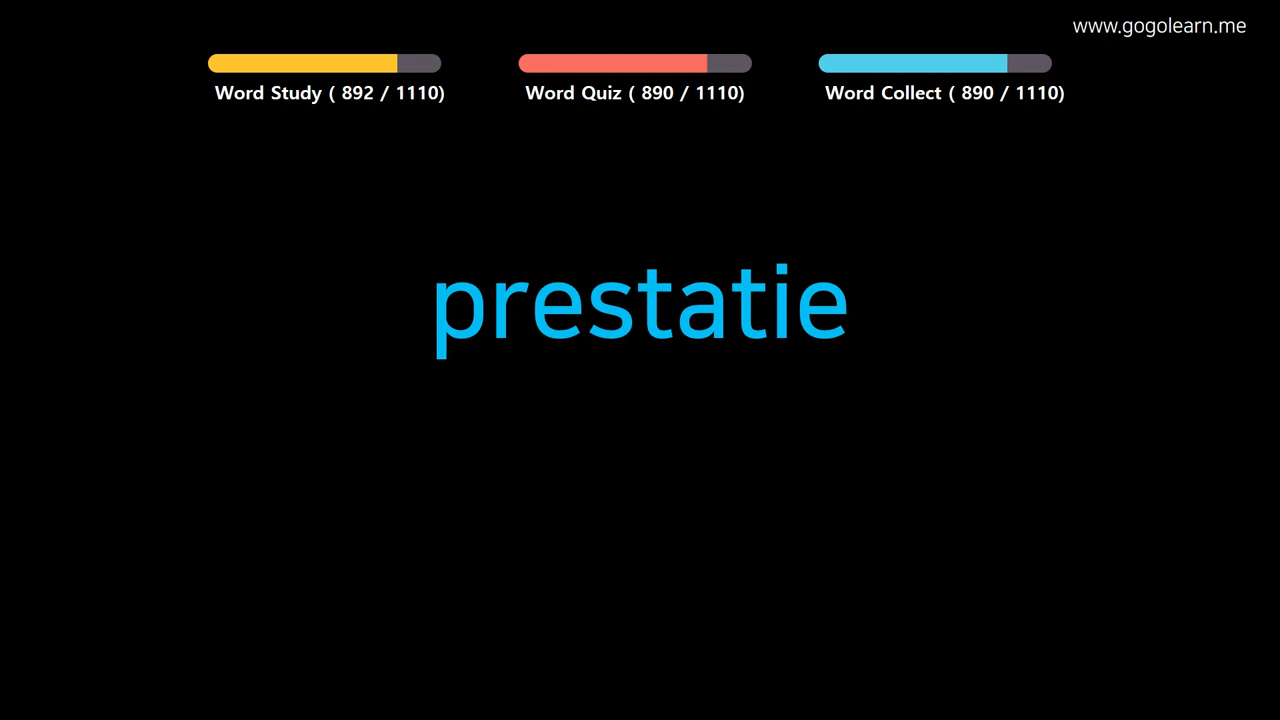 www.gogolearn.me
Word Study ( 892 / 1110)
Word Quiz ( 890 / 1110)
Word Collect ( 890 / 1110)
prestatie